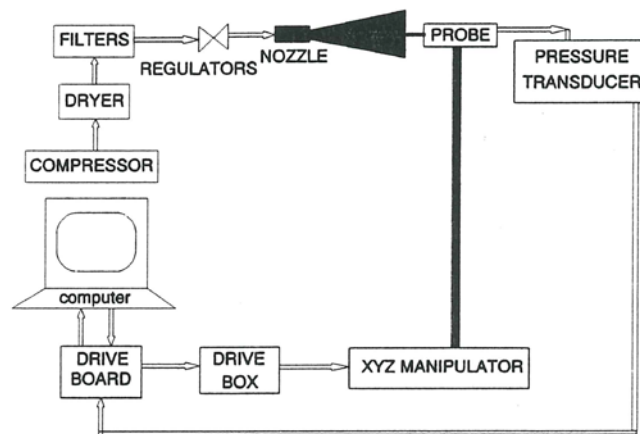 FILTERS
REGULATORS
NOZZLE
PROBE
PRESSURE
TRANSDUCER
DRYER
COMPRESSOR
computer
DRIVE
BOARD
DRIVE
BOX
XYZ MANIPULATOR